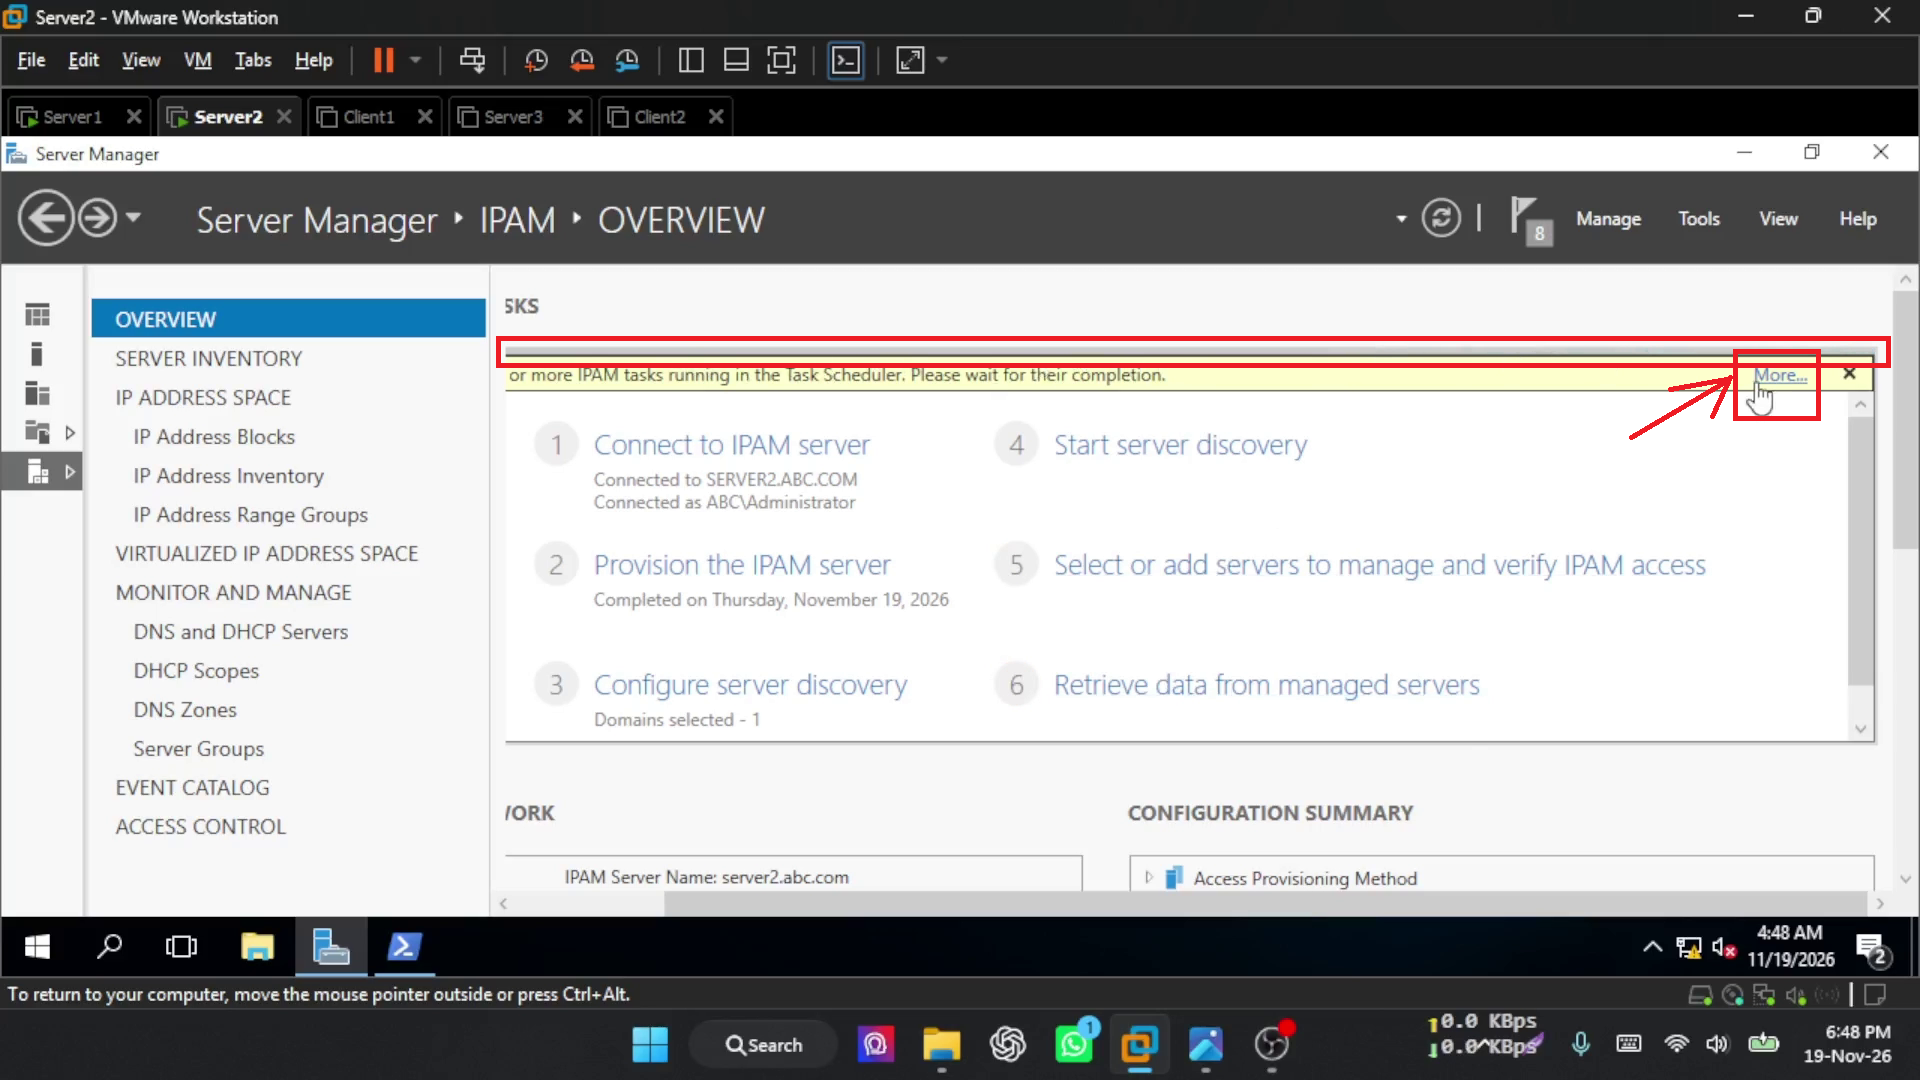 Server2 - VMware Workstation
File Edit View VM Tabs Help
Server1 Server2 Client1 Server3 Client2
Server Manager
Server Manager IPAM OVERVIEW
8 Manage Tools View Help
OVERVIEW
SERVER INVENTORY
IP ADDRESS SPACE
IP Address Blocks
IP Address Inventory
IP Address Range Groups
VIRTUALIZED IP ADDRESS SPACE
MONITOR AND MANAGE
DNS and DHCP Servers
DHCP Scopes
DNS Zones
Server Groups
EVENT CATALOG
ACCESS CONTROL
SKS
or more IPAM tasks running in the Task Scheduler. Please wait for their completion. More...
1 Connect to IPAM server
Connected to SERVER2.ABC.COM
Connected as ABC\Administrator
4 Start server discovery
2 Provision the IPAM server
Completed on Thursday, November 19, 2026
5 Select or add servers to manage and verify IPAM access
3 Configure server discovery
Domains selected - 1
6 Retrieve data from managed servers
WORK
IPAM Server Name: server2.abc.com
CONFIGURATION SUMMARY
Access Provisioning Method
4:48 AM
11/19/2026
2
To return to your computer, move the mouse pointer outside or press Ctrl+Alt.
Search
1
0.0 KBps
0.0 KBps
6:48 PM
19-Nov-26